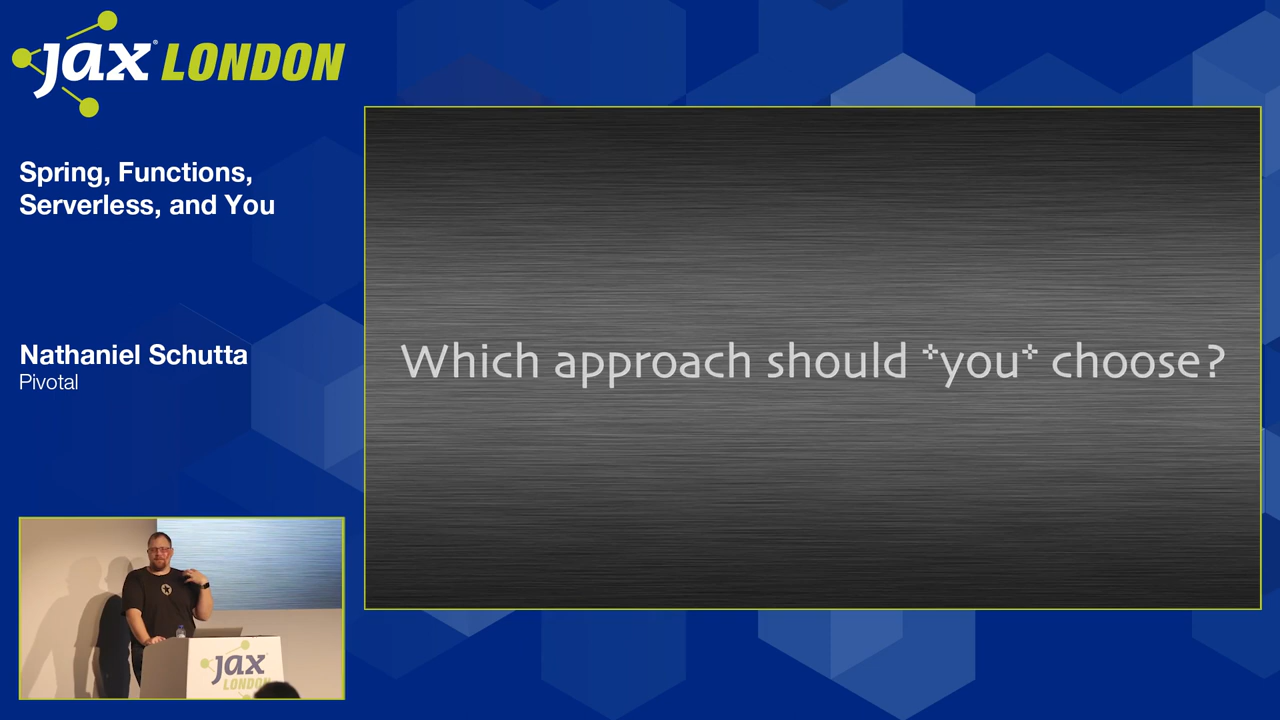 jax LONDON
Spring, Functions,
Serverless, and You
Nathaniel Schutta
Pivotal
Which approach should *you* choose?
jax
LONDON